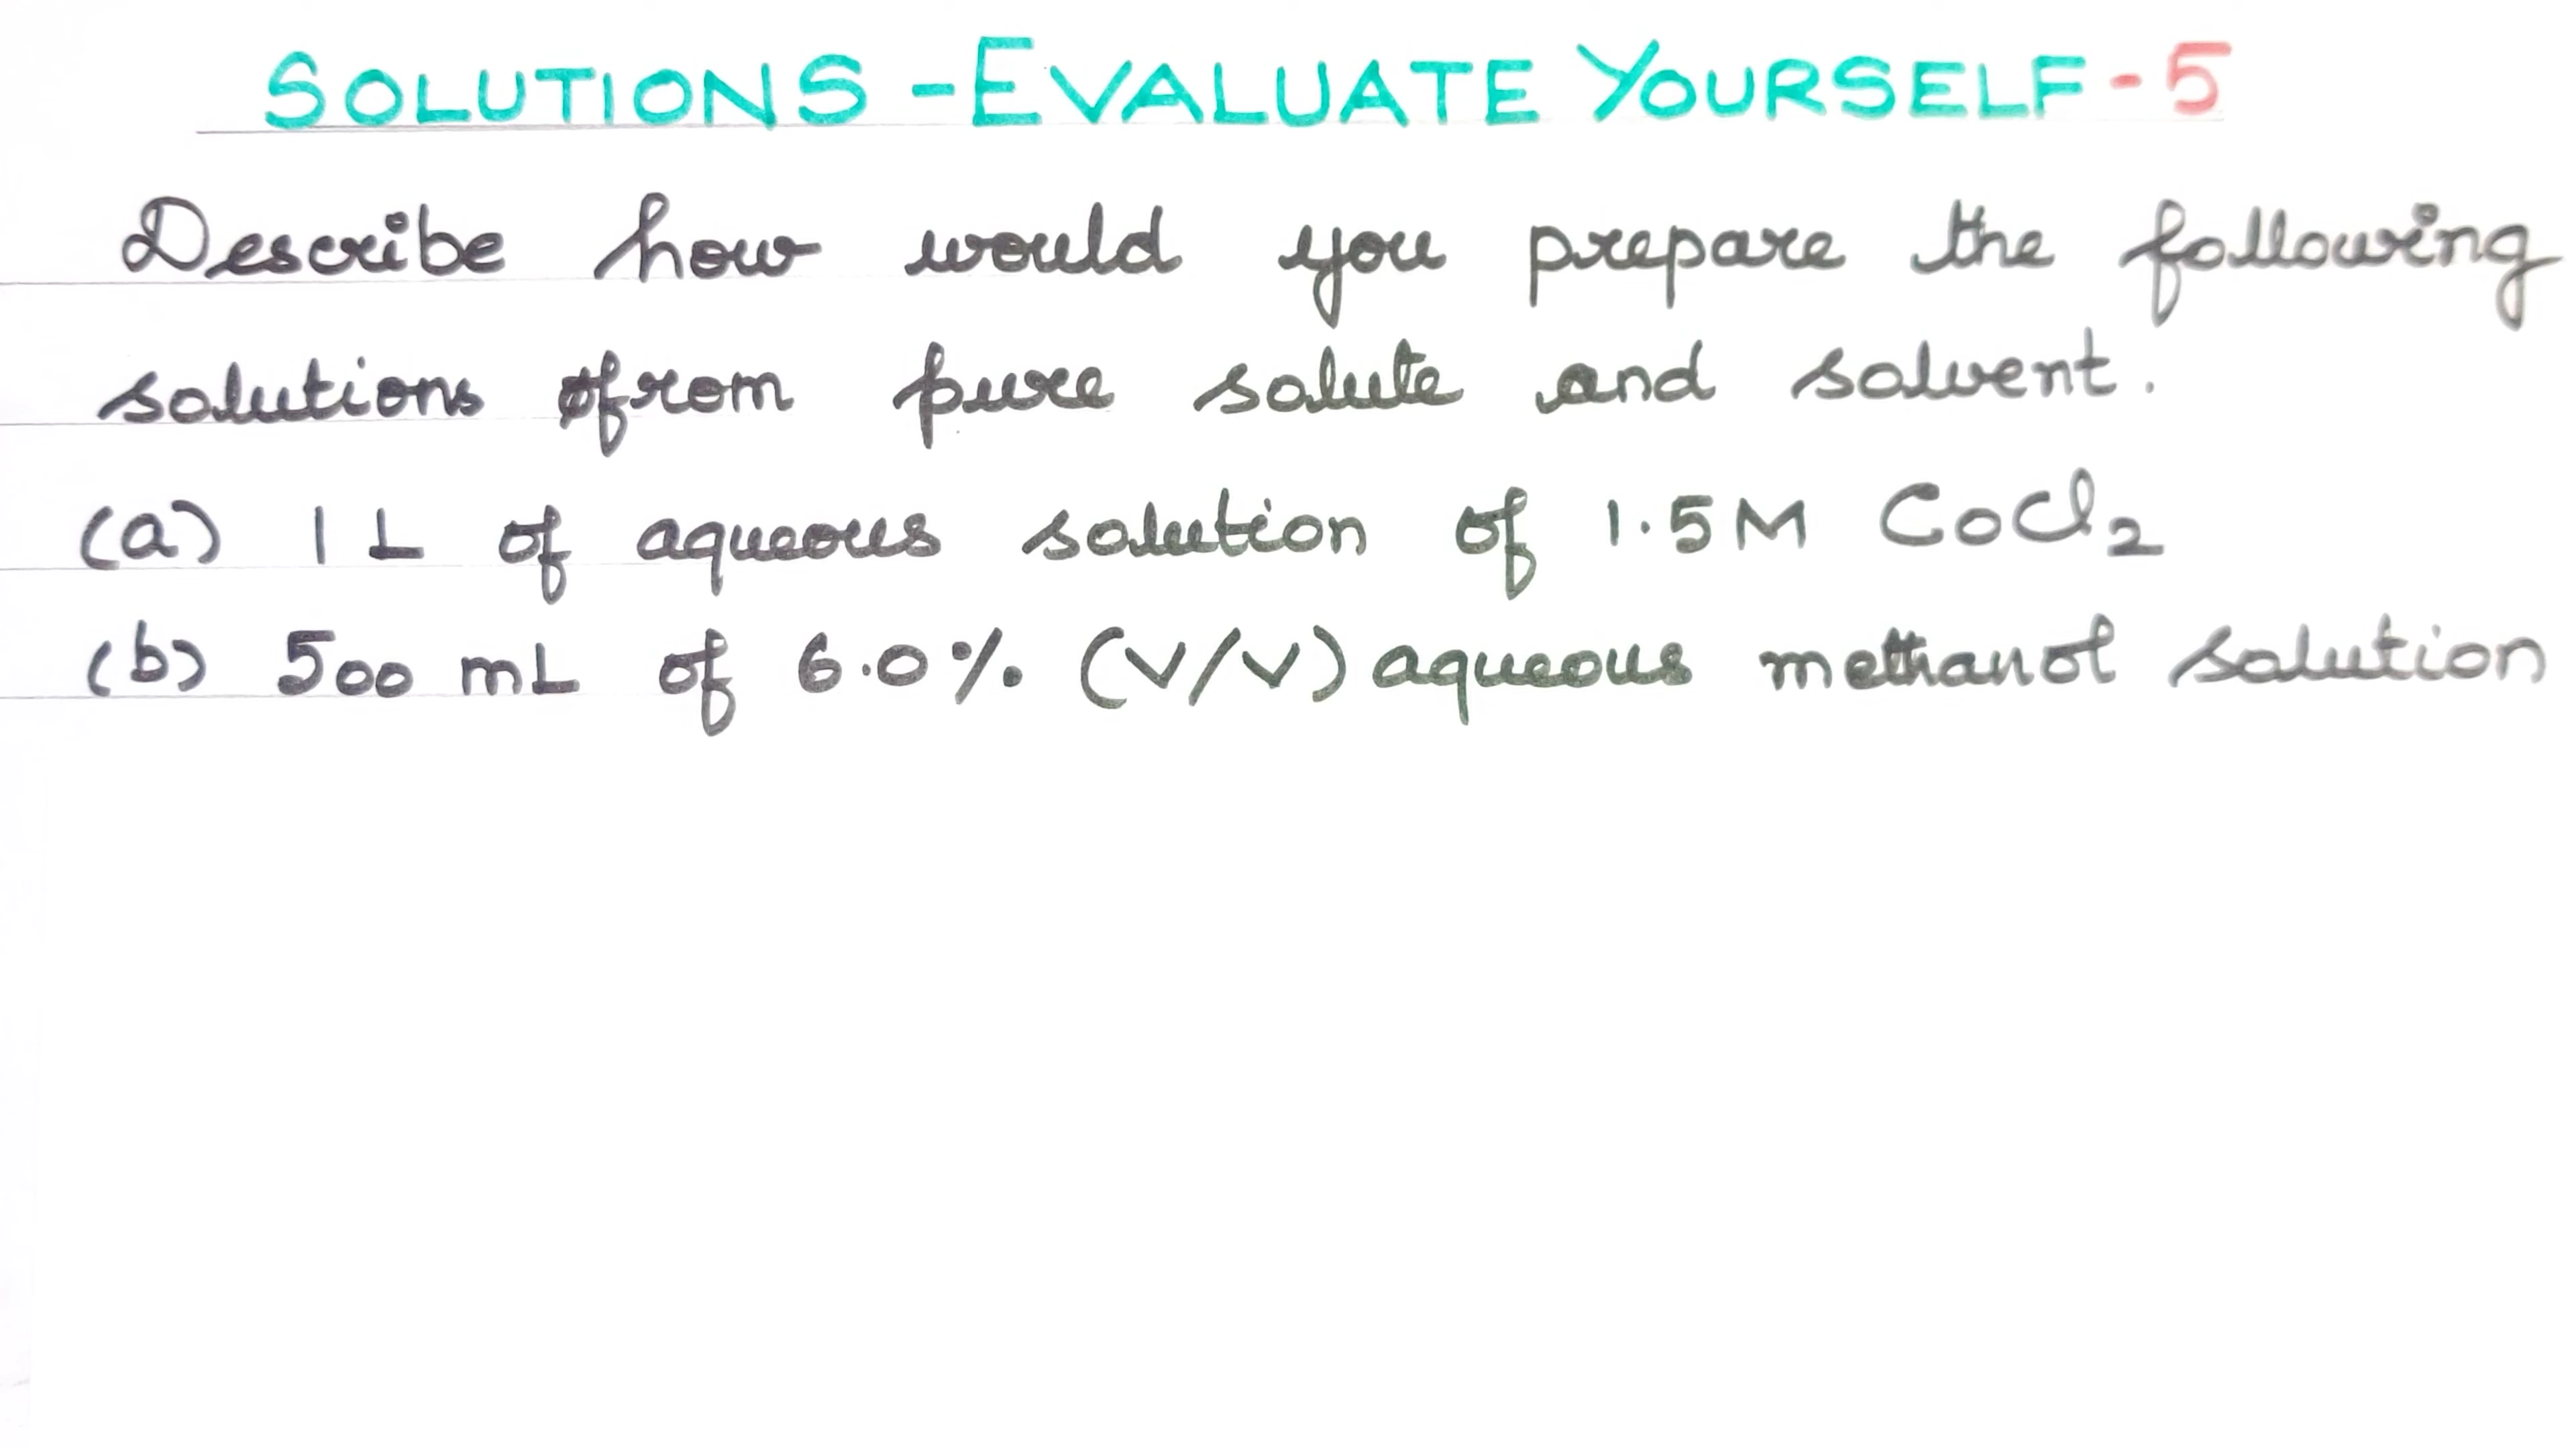 SOLUTIONS - EVALUATE YOURSELF - 5
Describe how would you prepare the following
solutions from pure solute and solvent.
(a) 1 L of aqueous solution of 1.5M CoCl₂
(b) 500 mL of 6.0% (V/V) aqueous methanol solution